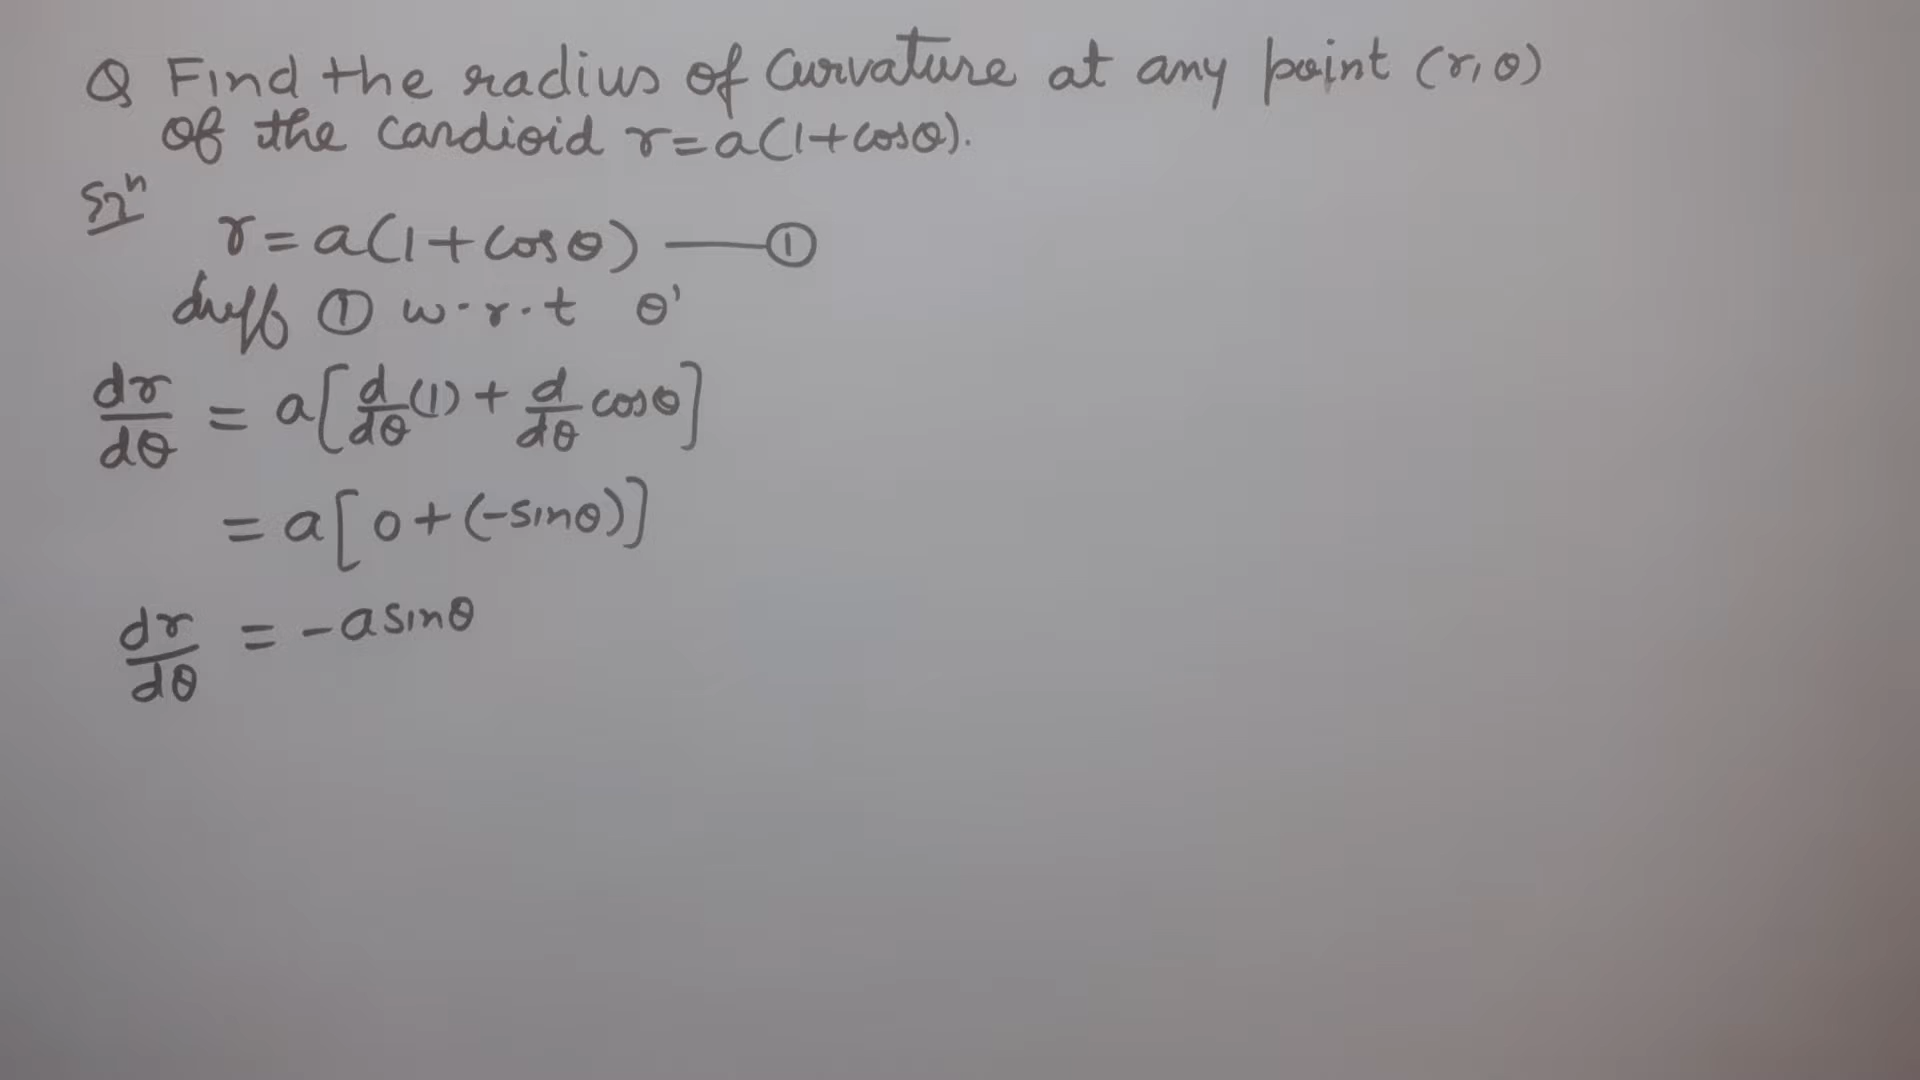 Q Find the radius of Curvature at any point (r,θ)
of the cardioid r=a(1+cosθ).
Solⁿ
r=a(1+cosθ) —— ①
diff ① w.r.t θ'
dr/dθ = a[d/dθ(1) + d/dθ cosθ]
= a[0+(-sinθ)]
dr/dθ = -a sinθ